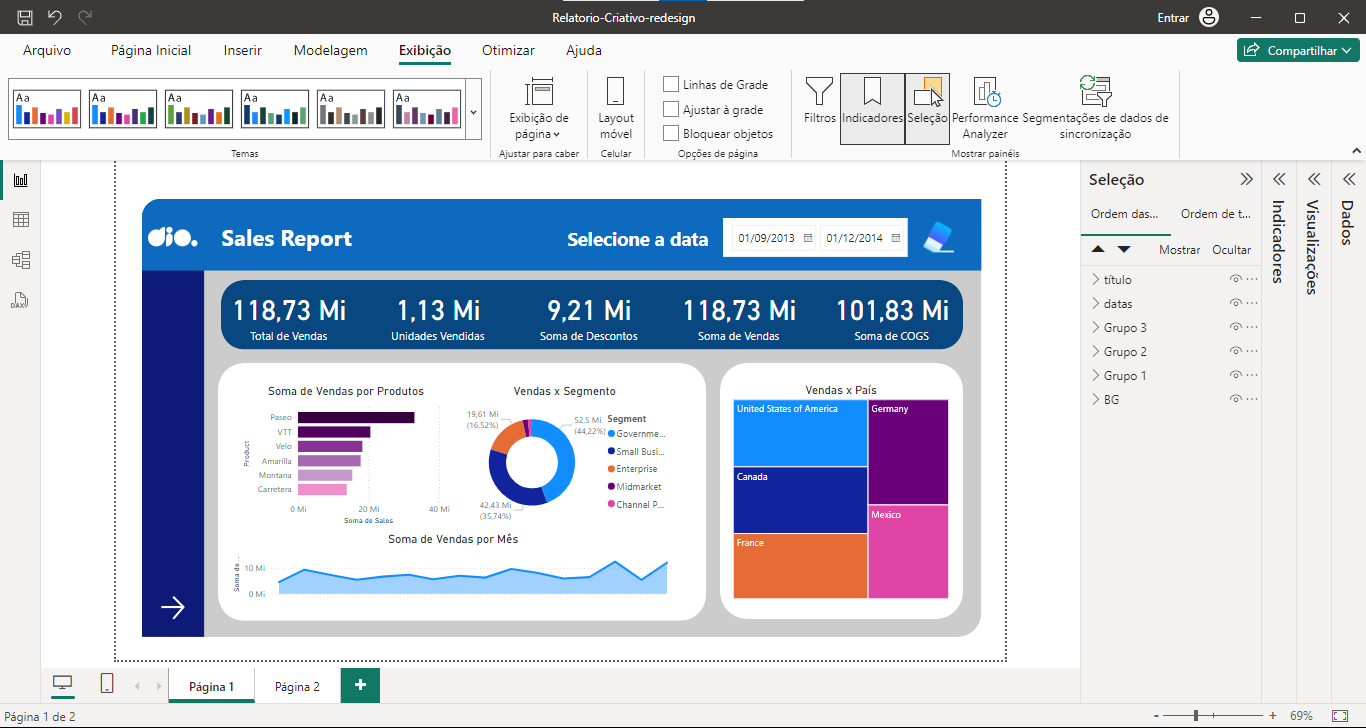 Relatorio-Criativo-redesign
Entrar
Arquivo
Página Inicial
Inserir
Modelagem
Exibição
Otimizar
Ajuda
Compartilhar
Aa
Aa
Aa
Aa
Aa
Aa
Temas
Exibição de
página
Ajustar para caber
Layout
móvel
Celular
Linhas de Grade
Ajustar à grade
Bloquear objetos
Opções de página
Filtros
Indicadores
Seleção
Performance
Analyzer
Segmentações de dados de
sincronização
Mostrar painéis
DAX
dio.
Sales Report
Selecione a data
01/09/2013
01/12/2014
118,73 Mi
Total de Vendas
1,13 Mi
Unidades Vendidas
9,21 Mi
Soma de Descontos
118,73 Mi
Soma de Vendas
101,83 Mi
Soma de COGS
Soma de Vendas por Produtos
Product
Paseo
VTT
Velo
Amarilla
Montana
Carretera
0 Mi
20 Mi
40 Mi
Soma de Sales
Vendas x Segmento
19,61 Mi
(16,52%)
52,5 Mi
(44,22%)
42,43 Mi
(35,74%)
Segment
Governme...
Small Busi...
Enterprise
Midmarket
Channel P...
Soma de Vendas por Mês
Soma de ...
10 Mi
0 Mi
Vendas x País
United States of America
Canada
France
Germany
Mexico
Seleção
Ordem das...
Ordem de t...
Mostrar
Ocultar
título
datas
Grupo 3
Grupo 2
Grupo 1
BG
Indicadores
Visualizações
Dados
Página 1
Página 2
+
Página 1 de 2
-
+
69%